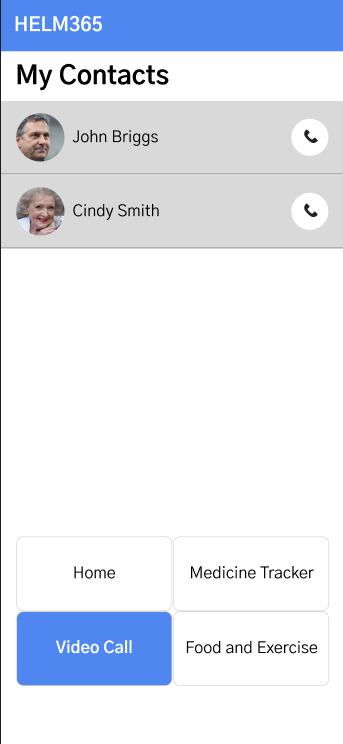 HELM365
My Contacts
John Briggs
Cindy Smith
Home
Medicine Tracker
Video Call
Food and Exercise